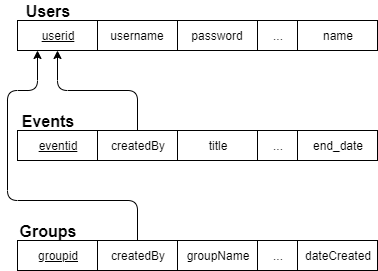 Users
userid username password ... name
Events
eventid createdBy title ... end_date
Groups
groupid createdBy groupName ... dateCreated